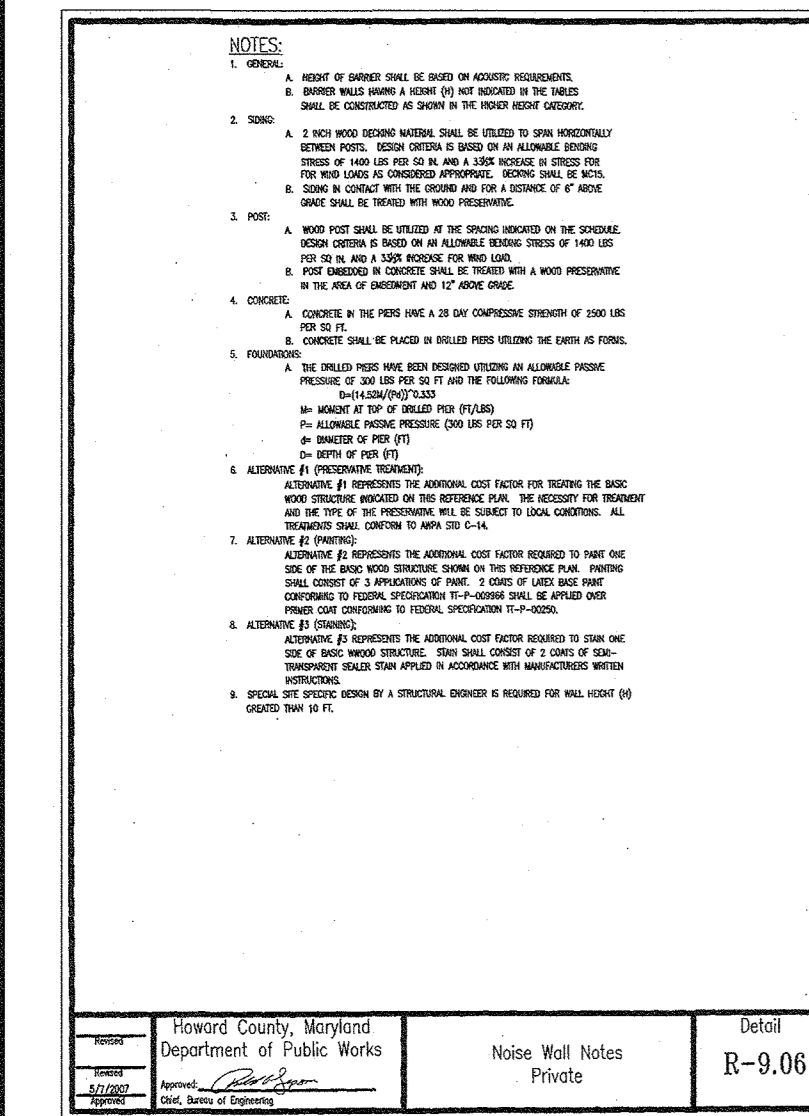 NOTES:
1. GENERAL:
A. HEIGHT OF BARRIER SHALL BE BASED ON ACOUSTIC REQUIREMENTS.
B. BARRIER WALLS HAVING A HEIGHT (H) NOT INDICATED IN THE TABLES
SHALL BE CONSTRUCTED AS SHOWN IN THE HIGHER HEIGHT CATEGORY.
2. SIDING:
A. 2 INCH WOOD DECKING MATERIAL SHALL BE UTILIZED TO SPAN HORIZONTALLY
BETWEEN POSTS. DESIGN CRITERIA IS BASED ON AN ALLOWABLE BENDING
STRESS OF 1400 LBS PER SQ IN. AND A 33⅓% INCREASE IN STRESS FOR
FOR WIND LOADS AS CONSIDERED APPROPRIATE. DECKING SHALL BE MC15.
B. SIDING IN CONTACT WITH THE GROUND AND FOR A DISTANCE OF 6" ABOVE
GRADE SHALL BE TREATED WITH WOOD PRESERVATIVE.
3. POST:
A. WOOD POST SHALL BE UTILIZED AT THE SPACING INDICATED ON THE SCHEDULE.
DESIGN CRITERIA IS BASED ON AN ALLOWABLE BENDING STRESS OF 1400 LBS
PER SQ IN. AND A 33⅓% INCREASE FOR WIND LOAD.
B. POST EMBEDDED IN CONCRETE SHALL BE TREATED WITH A WOOD PRESERVATIVE
IN THE AREA OF EMBEDMENT AND 12" ABOVE GRADE.
4. CONCRETE:
A. CONCRETE IN THE PIERS HAVE A 28 DAY COMPRESSIVE STRENGTH OF 2500 LBS
PER SQ FT.
B. CONCRETE SHALL BE PLACED IN DRILLED PIERS UTILIZING THE EARTH AS FORMS.
5. FOUNDATIONS:
A. THE DRILLED PIERS HAVE BEEN DESIGNED UTILIZING AN ALLOWABLE PASSIVE
PRESSURE OF 300 LBS PER SQ FT AND THE FOLLOWING FORMULA:
D=(14.52M/(Pd))^0.333
M= MOMENT AT TOP OF DRILLED PIER (FT/LBS)
P= ALLOWABLE PASSIVE PRESSURE (300 LBS PER SQ FT)
d= DIAMETER OF PIER (FT)
D= DEPTH OF PIER (FT)
6. ALTERNATIVE #1 (PRESERVATIVE TREATMENT):
ALTERNATIVE #1 REPRESENTS THE ADDITIONAL COST FACTOR FOR TREATING THE BASIC
WOOD STRUCTURE INDICATED ON THIS REFERENCE PLAN. THE NECESSITY FOR TREATMENT
AND THE TYPE OF THE PRESERVATIVE WILL BE SUBJECT TO LOCAL CONDITIONS. ALL
TREATMENTS SHALL CONFORM TO AWPA STD C-14.
7. ALTERNATIVE #2 (PAINTING):
ALTERNATIVE #2 REPRESENTS THE ADDITIONAL COST FACTOR REQUIRED TO PAINT ONE
SIDE OF THE BASIC WOOD STRUCTURE SHOWN ON THIS REFERENCE PLAN. PAINTING
SHALL CONSIST OF 3 APPLICATIONS OF PAINT. 2 COATS OF LATEX BASE PAINT
CONFORMING TO FEDERAL SPECIFICATION TT-P-009966 SHALL BE APPLIED OVER
PRIMER COAT CONFORMING TO FEDERAL SPECIFICATION TT-P-00250.
8. ALTERNATIVE #3 (STAINING):
ALTERNATIVE #3 REPRESENTS THE ADDITIONAL COST FACTOR REQUIRED TO STAIN ONE
SIDE OF BASIC WWOOD STRUCTURE. STAIN SHALL CONSIST OF 2 COATS OF SEMI-
TRANSPARENT SEALER STAIN APPLIED IN ACCORDANCE WITH MANUFACTURERS WRITTEN
INSTRUCTIONS.
9. SPECIAL SITE SPECIFIC DESIGN BY A STRUCTURAL ENGINEER IS REQUIRED FOR WALL HEIGHT (H)
GREATED THAN 10 FT.
Revised
Revised
5/7/2007
Approved
Howard County, Maryland
Department of Public Works
Approved:
Chief, Bureau of Engineering
Noise Wall Notes
Private
Detail
R-9.06